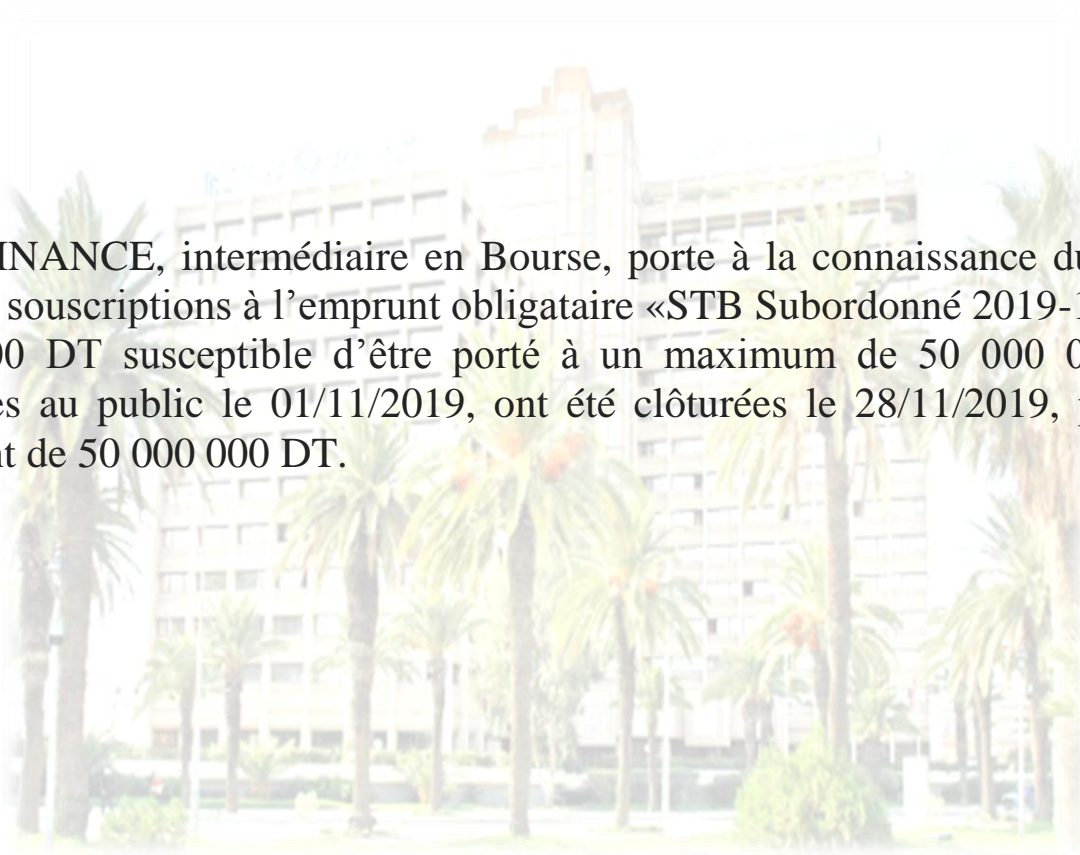 INANCE, intermédiaire en Bourse, porte à la connaissance du
souscriptions à l’emprunt obligataire «STB Subordonné 2019-1
00 DT susceptible d’être porté à un maximum de 50 000 0
es au public le 01/11/2019, ont été clôturées le 28/11/2019, p
nt de 50 000 000 DT.